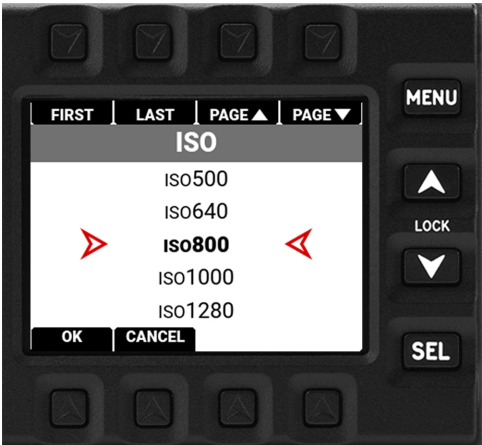 MENU
FIRST LAST PAGE▲ PAGE▼
ISO
ISO500
ISO640
LOCK
ISO800
ISO1000
ISO1280
OK CANCEL
SEL